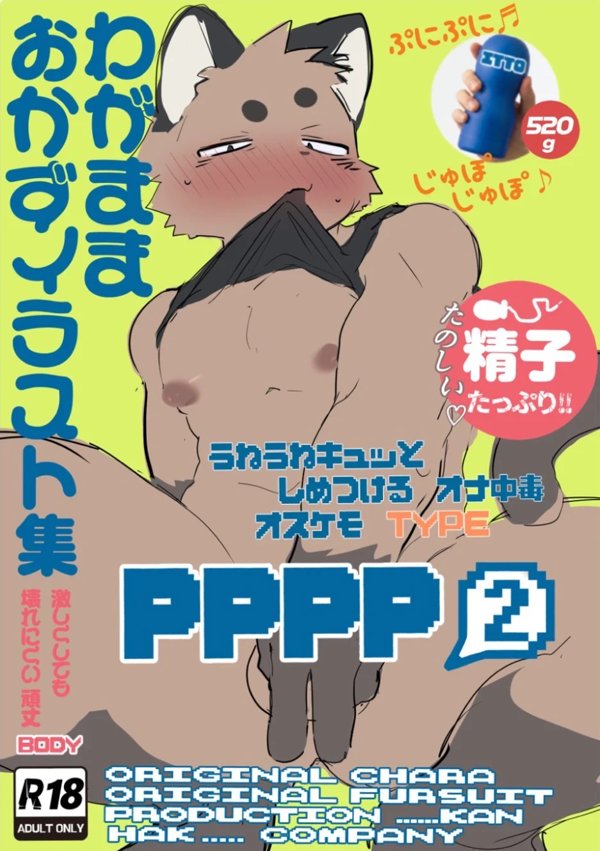 わがまま
おかずイラスト集
ぷにぷに♬
ITTO
520
g
じゅぽ
じゅぽ♪
たのしい♡
精子
たっぷり!!
うねうねキュッと
しめつける オナ中毒
オスケモ TYPE
PPPP 2
激しくしても
壊れにくい 頑丈
BODY
R18
ADULT ONLY
ORIGINAL CHARA
ORIGINAL FURSUIT
PRODUCTION ......KAN
HAK ..... COMPANY